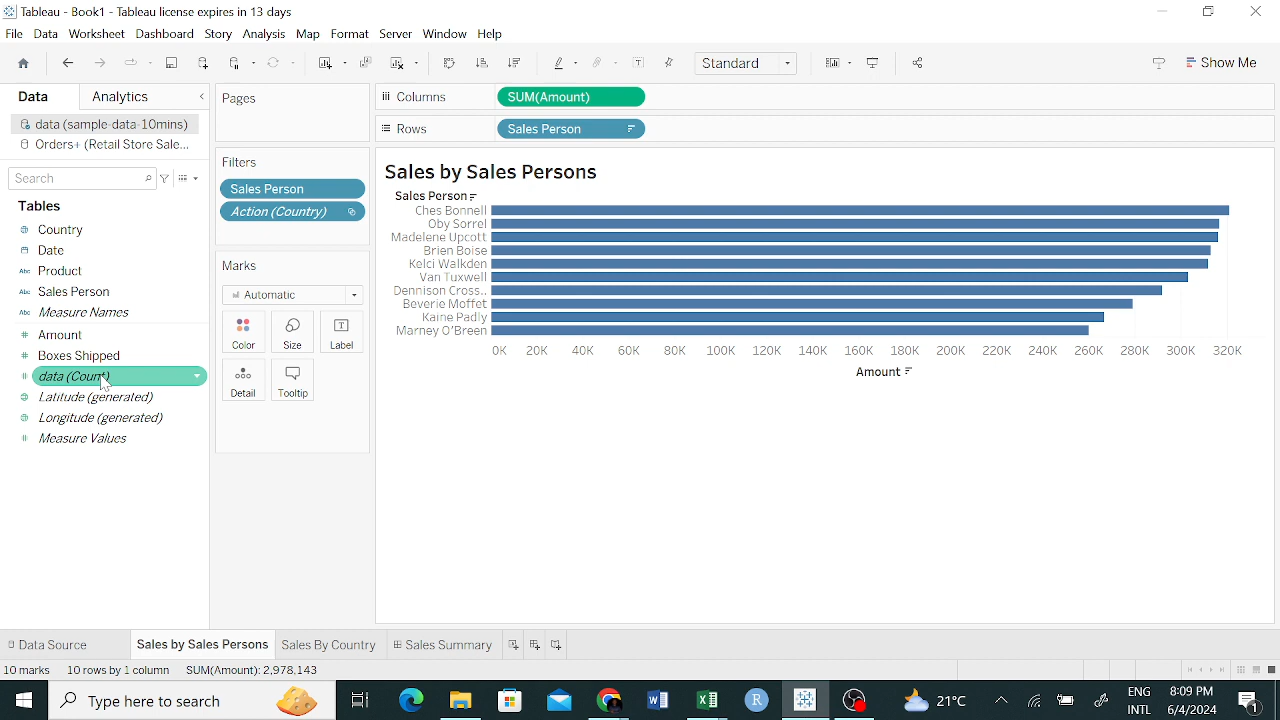 Tableau - Book1 - Tableau license expires in 13 days
File Data Worksheet Dashboard Story Analysis Map Format Server Window Help
Standard
Show Me
Data Analytics
data (sample-data-10mins)
Orders+ (Retail Store Sale...
Search
Tables
Country
Date
Abc Product
Abc Sales Person
Abc Measure Names
# Amount
# Boxes Shipped
# data (Count)
Latitude (generated)
Longitude (generated)
# Measure Values
Pages
Filters
Sales Person
Action (Country)
Marks
Automatic
Color Size Label
Detail Tooltip
Columns SUM(Amount)
Rows Sales Person
Sales by Sales Persons
Sales Person
Ches Bonnell
Oby Sorrel
Madelene Upcott
Brien Boise
Kelci Walkden
Van Tuxwell
Dennison Cross..
Beverie Moffet
Kaine Padly
Marney O'Breen
0K 20K 40K 60K 80K 100K 120K 140K 160K 180K 200K 220K 240K 260K 280K 300K 320K
Amount
Data Source Sales by Sales Persons Sales By Country Sales Summary
10 marks 10 rows by 1 column SUM(Amount): 2,978,143
Type here to search
21°C
ENG
INTL
8:09 PM
6/4/2024
1